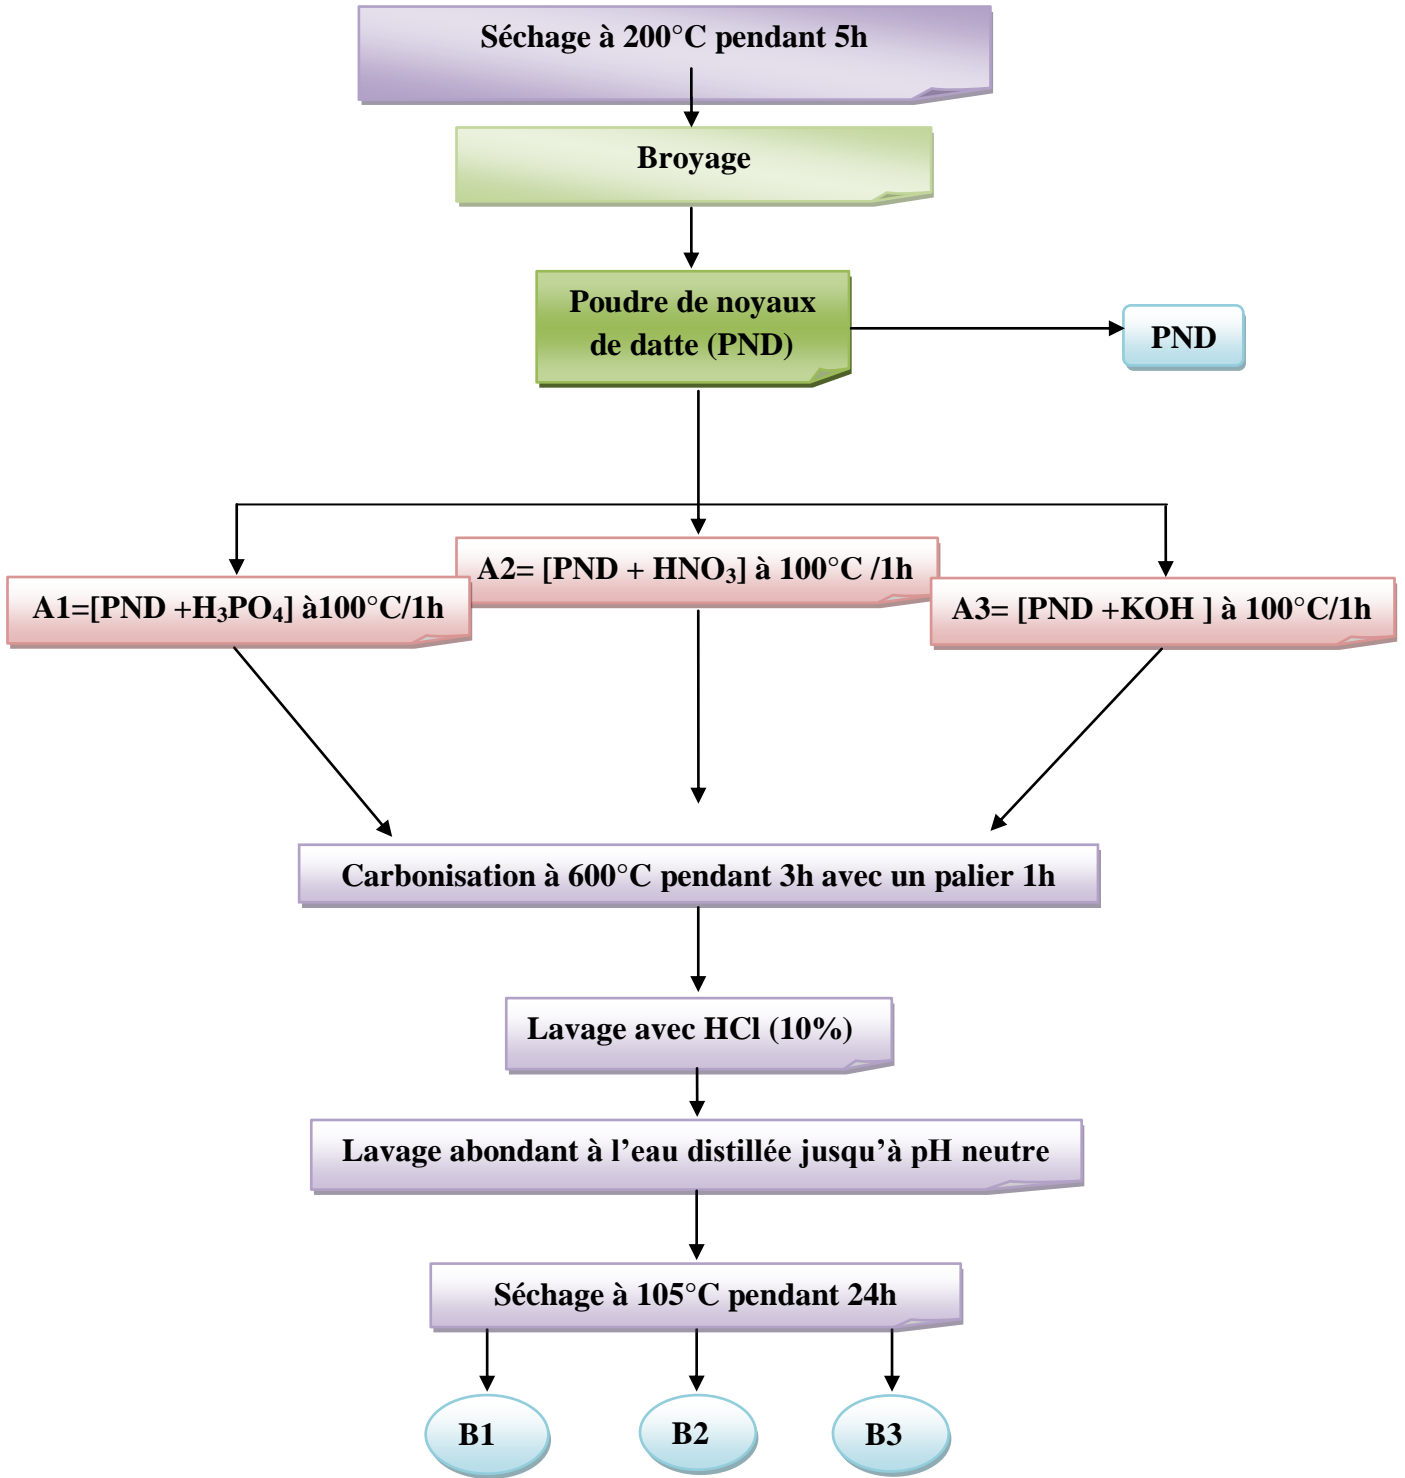 Séchage à 200°C pendant 5h
Broyage
Poudre de noyaux
de datte (PND)
PND
A1=[PND +H₃PO₄] à100°C/1h
A2= [PND + HNO₃] à 100°C /1h
A3= [PND +KOH ] à 100°C/1h
Carbonisation à 600°C pendant 3h avec un palier 1h
Lavage avec HCl (10%)
Lavage abondant à l’eau distillée jusqu’à pH neutre
Séchage à 105°C pendant 24h
B1
B2
B3